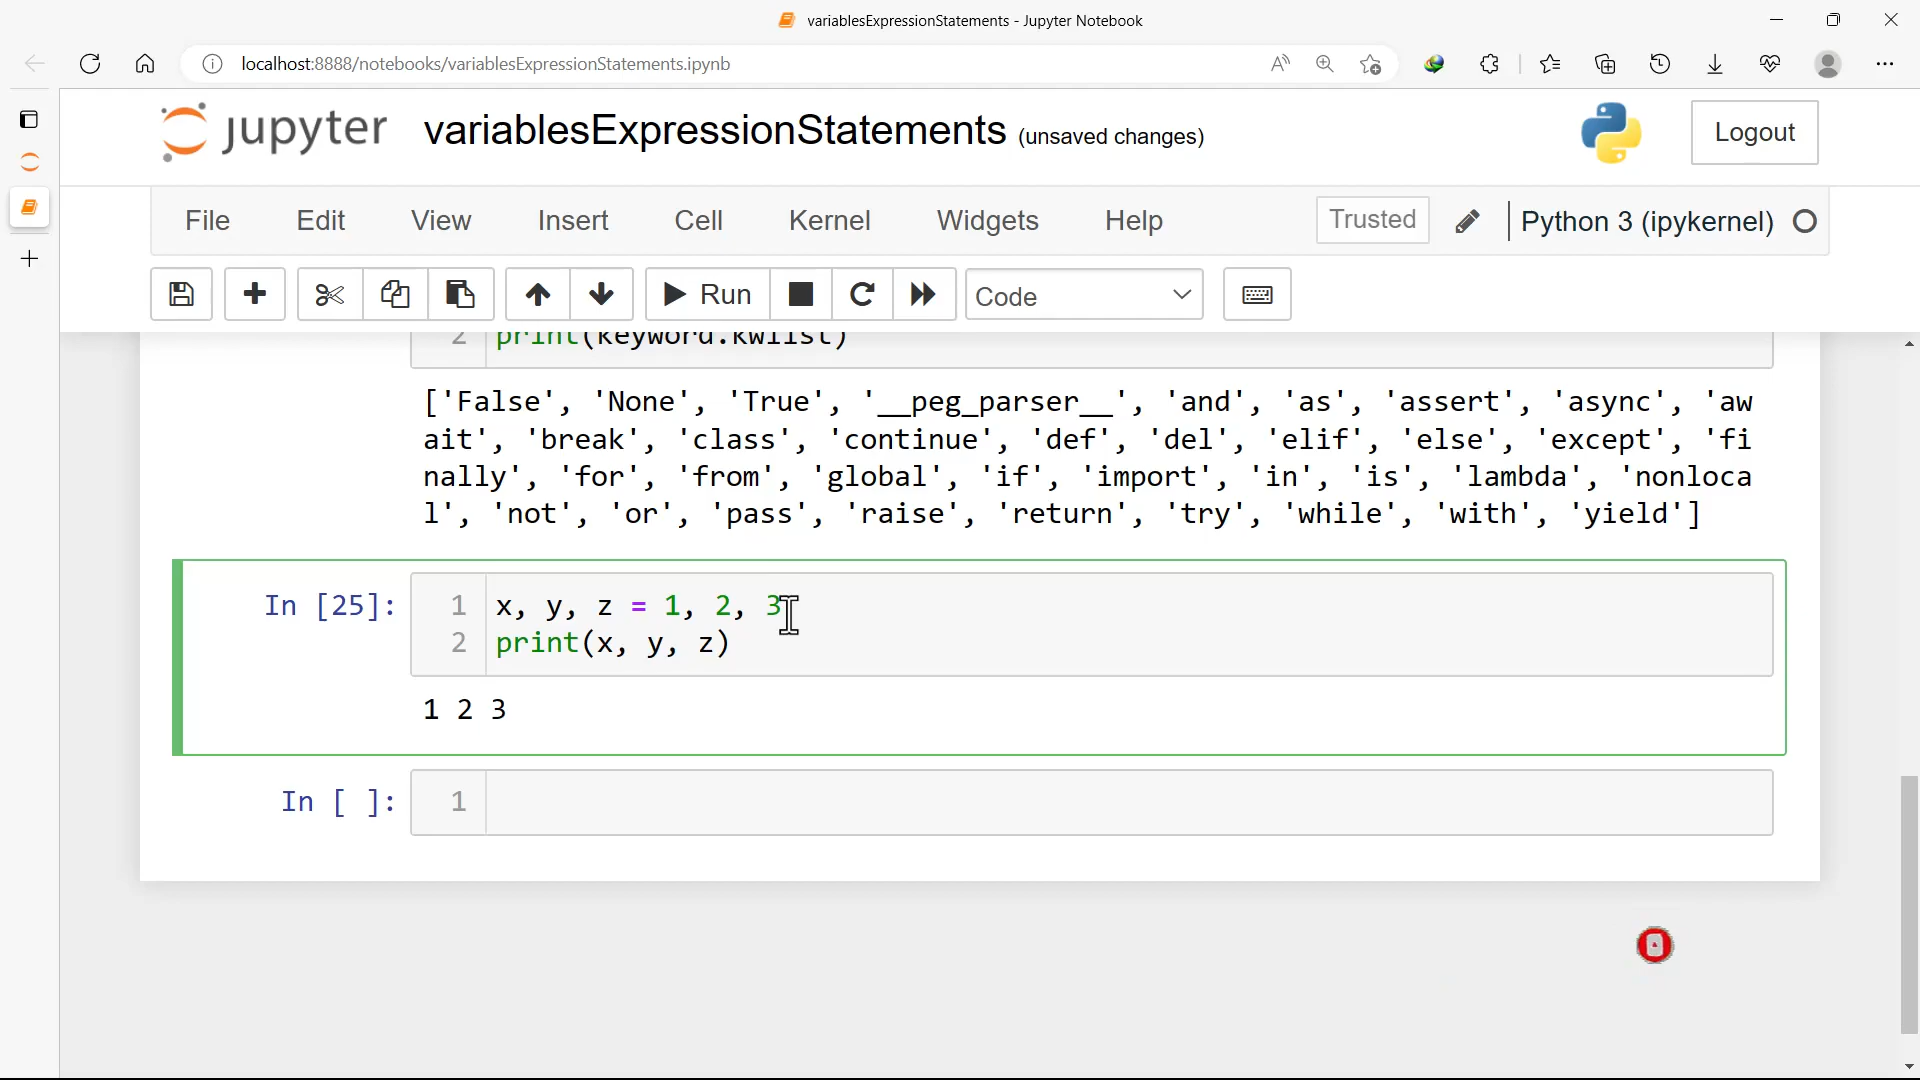 variablesExpressionStatements - Jupyter Notebook
localhost:8888/notebooks/variablesExpressionStatements.ipynb
jupyter variablesExpressionStatements (unsaved changes)
Logout
File Edit View Insert Cell Kernel Widgets Help Trusted Python 3 (ipykernel)
Run Code
2 print(keyword.kwlist)
['False', 'None', 'True', '__peg_parser__', 'and', 'as', 'assert', 'async', 'aw
ait', 'break', 'class', 'continue', 'def', 'del', 'elif', 'else', 'except', 'fi
nally', 'for', 'from', 'global', 'if', 'import', 'in', 'is', 'lambda', 'nonloca
l', 'not', 'or', 'pass', 'raise', 'return', 'try', 'while', 'with', 'yield']
In [25]: 1 x, y, z = 1, 2, 3
2 print(x, y, z)
1 2 3
In [ ]: 1